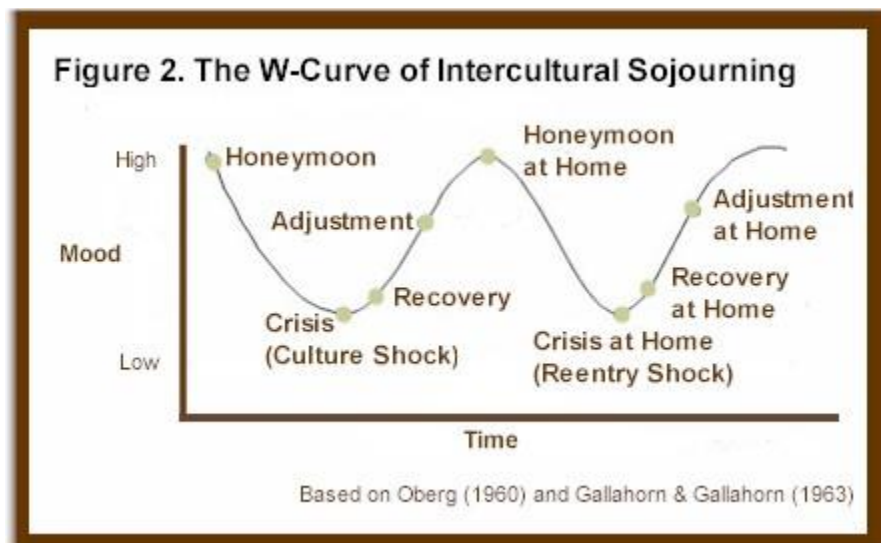 Figure 2. The W-Curve of Intercultural Sojourning
High
Mood
Low
Honeymoon
Crisis
(Culture Shock)
Recovery
Adjustment
Honeymoon
at Home
Crisis at Home
(Reentry Shock)
Recovery
at Home
Adjustment
at Home
Time
Based on Oberg (1960) and Gallahorn & Gallahorn (1963)